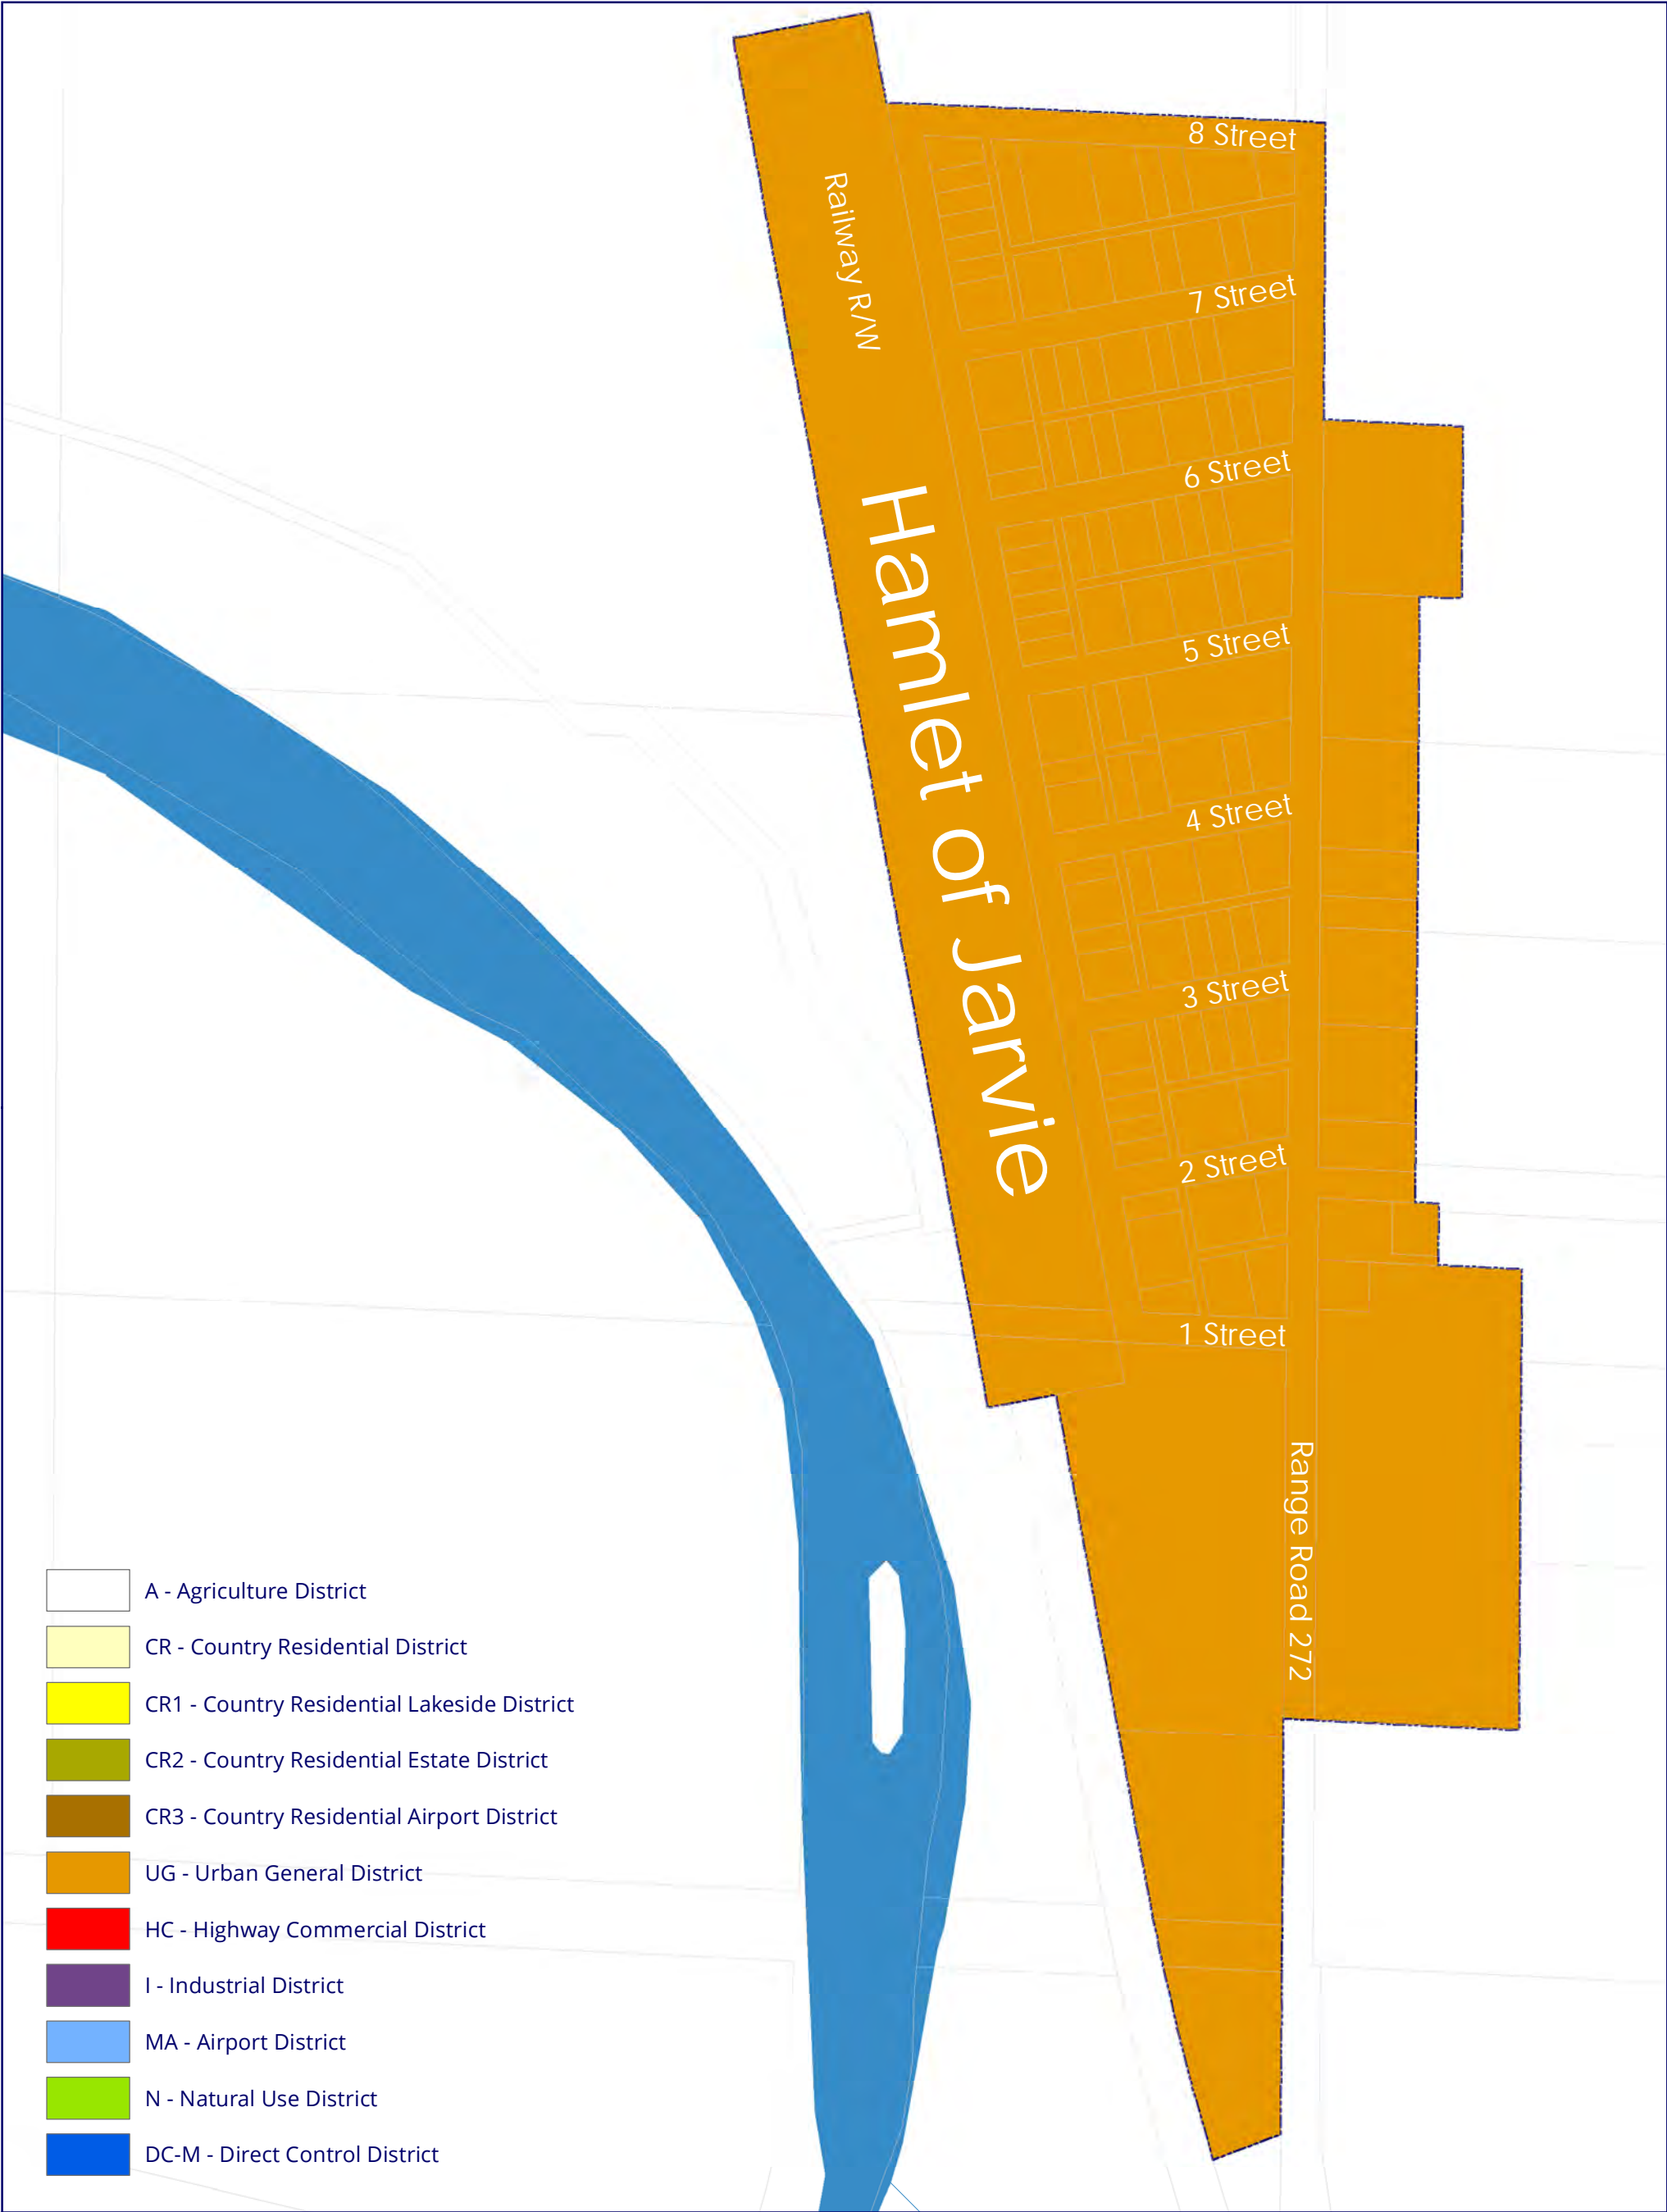 8 Street
Railway R/W
7 Street
6 Street
Hamlet of Jarvie
5 Street
4 Street
3 Street
2 Street
1 Street
Range Road 272
A - Agriculture District
CR - Country Residential District
CR1 - Country Residential Lakeside District
CR2 - Country Residential Estate District
CR3 - Country Residential Airport District
UG - Urban General District
HC - Highway Commercial District
I - Industrial District
MA - Airport District
N - Natural Use District
DC-M - Direct Control District